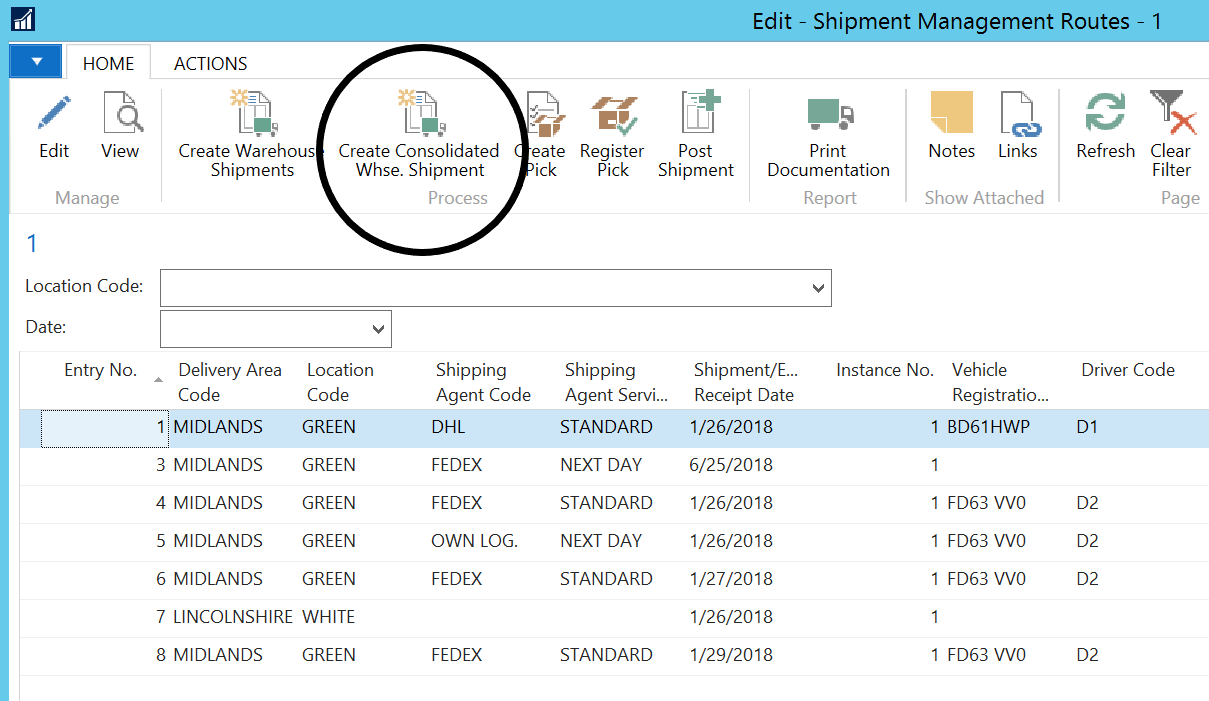 Edit - Shipment Management Routes - 1
HOME ACTIONS
Edit View Create Warehouse Shipments Create Consolidated Whse. Shipment Create Pick Register Pick Post Shipment Print Documentation Notes Links Refresh Clear Filter
Manage Process Report Show Attached Page
1
Location Code:
Date:
Entry No. Delivery Area Code Location Code Shipping Agent Code Shipping Agent Servi... Shipment/E... Receipt Date Instance No. Vehicle Registratio... Driver Code
1 MIDLANDS GREEN DHL STANDARD 1/26/2018 1 BD61HWP D1
3 MIDLANDS GREEN FEDEX NEXT DAY 6/25/2018 1
4 MIDLANDS GREEN FEDEX STANDARD 1/26/2018 1 FD63 VV0 D2
5 MIDLANDS GREEN OWN LOG. NEXT DAY 1/26/2018 1 FD63 VV0 D2
6 MIDLANDS GREEN FEDEX STANDARD 1/27/2018 1 FD63 VV0 D2
7 LINCOLNSHIRE WHITE 1/26/2018 1
8 MIDLANDS GREEN FEDEX STANDARD 1/29/2018 1 FD63 VV0 D2